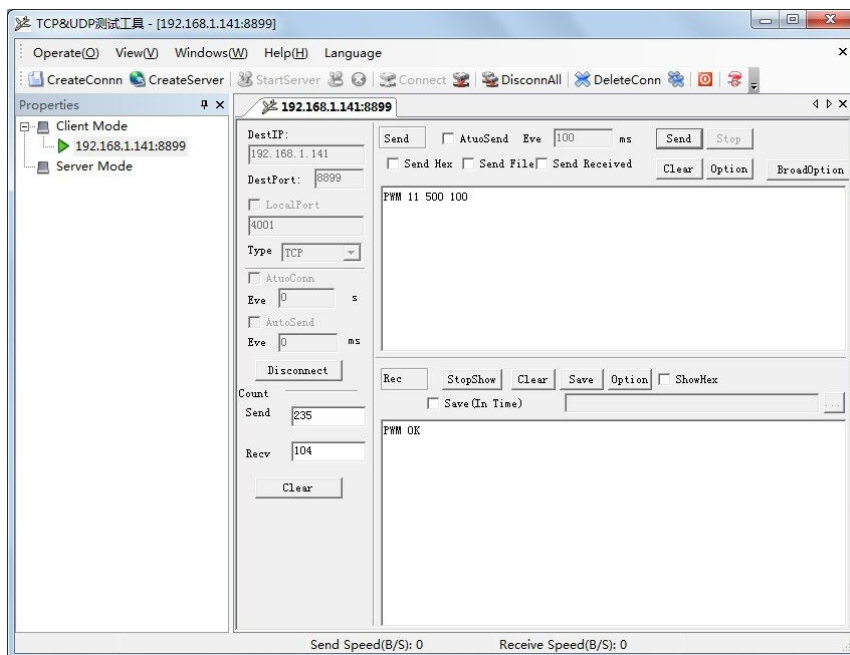 TCP&UDP测试工具 - [192.168.1.141:8899]
Operate(O) View(V) Windows(W) Help(H) Language
CreateConnn CreateServer StartServer Connect DisconnAll DeleteConn
Properties
Client Mode
192.168.1.141:8899
Server Mode
192.168.1.141:8899
DestIP:
192.168.1.141
DestPort: 8899
LocalPort
4001
Type TCP
AtuoConn
Eve 0 s
AutoSend
Eve 0 ms
Disconnect
Count
Send 235
Recv 104
Clear
Send AtuoSend Eve 100 ms Send Stop
Send Hex Send File Send Received Clear Option BroadOption
PWM 11 500 100
Rec StopShow Clear Save Option ShowHex
Save(In Time) ...
PWM OK
Send Speed(B/S): 0 Receive Speed(B/S): 0